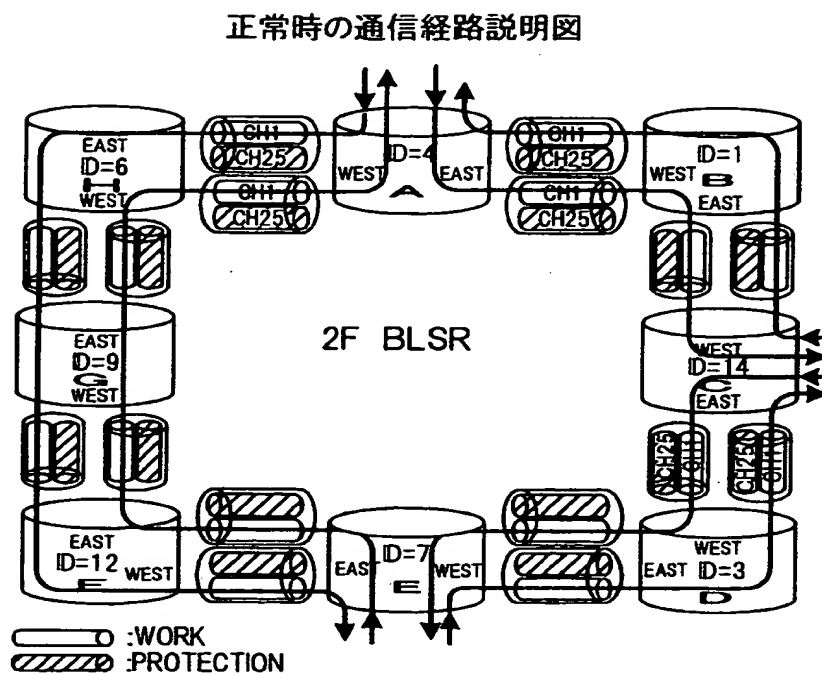 正常時の通信経路説明図
EAST
ID=6
H
WEST
CH1
CH25
CH1
CH25
ID=4
WEST
EAST
A
CH1
CH25
CH1
CH25
ID=1
WEST
B
EAST
EAST
ID=9
G
WEST
2F BLSR
WEST
ID=14
C
EAST
CH25
CH1
CH25
CH1
EAST
ID=12
WEST
F
ID=7
EAST
WEST
E
WEST
EAST
ID=3
D
:WORK
:PROTECTION